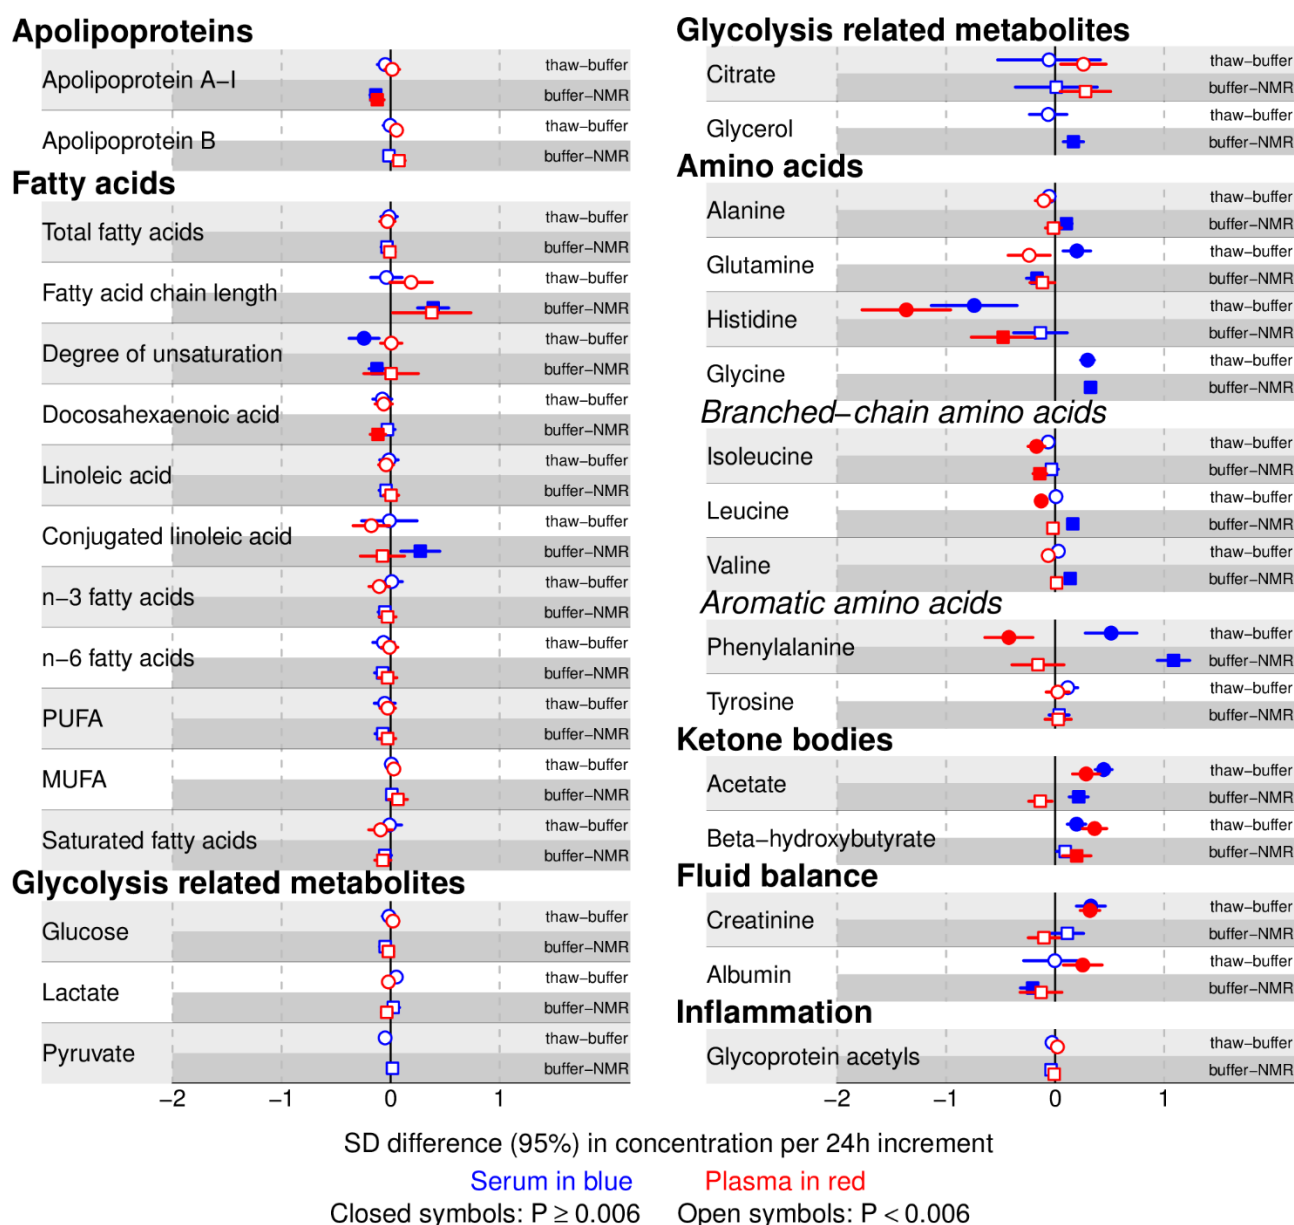 Apolipoproteins
Apolipoprotein A−I
thaw−buffer
buffer−NMR
Apolipoprotein B
thaw−buffer
buffer−NMR
Fatty acids
Total fatty acids
thaw−buffer
buffer−NMR
Fatty acid chain length
thaw−buffer
buffer−NMR
Degree of unsaturation
thaw−buffer
buffer−NMR
Docosahexaenoic acid
thaw−buffer
buffer−NMR
Linoleic acid
thaw−buffer
buffer−NMR
Conjugated linoleic acid
thaw−buffer
buffer−NMR
n−3 fatty acids
thaw−buffer
buffer−NMR
n−6 fatty acids
thaw−buffer
buffer−NMR
PUFA
thaw−buffer
buffer−NMR
MUFA
thaw−buffer
buffer−NMR
Saturated fatty acids
thaw−buffer
buffer−NMR
Glycolysis related metabolites
Glucose
thaw−buffer
buffer−NMR
Lactate
thaw−buffer
buffer−NMR
Pyruvate
thaw−buffer
buffer−NMR
−2 −1 0 1
Glycolysis related metabolites
Citrate
thaw−buffer
buffer−NMR
Glycerol
thaw−buffer
buffer−NMR
Amino acids
Alanine
thaw−buffer
buffer−NMR
Glutamine
thaw−buffer
buffer−NMR
Histidine
thaw−buffer
buffer−NMR
Glycine
thaw−buffer
buffer−NMR
Branched−chain amino acids
Isoleucine
thaw−buffer
buffer−NMR
Leucine
thaw−buffer
buffer−NMR
Valine
thaw−buffer
buffer−NMR
Aromatic amino acids
Phenylalanine
thaw−buffer
buffer−NMR
Tyrosine
thaw−buffer
buffer−NMR
Ketone bodies
Acetate
thaw−buffer
buffer−NMR
Beta−hydroxybutyrate
thaw−buffer
buffer−NMR
Fluid balance
Creatinine
thaw−buffer
buffer−NMR
Albumin
thaw−buffer
buffer−NMR
Inflammation
Glycoprotein acetyls
thaw−buffer
buffer−NMR
−2 −1 0 1
SD difference (95%) in concentration per 24h increment
Serum in blue Plasma in red
Closed symbols: P ≥ 0.006 Open symbols: P < 0.006